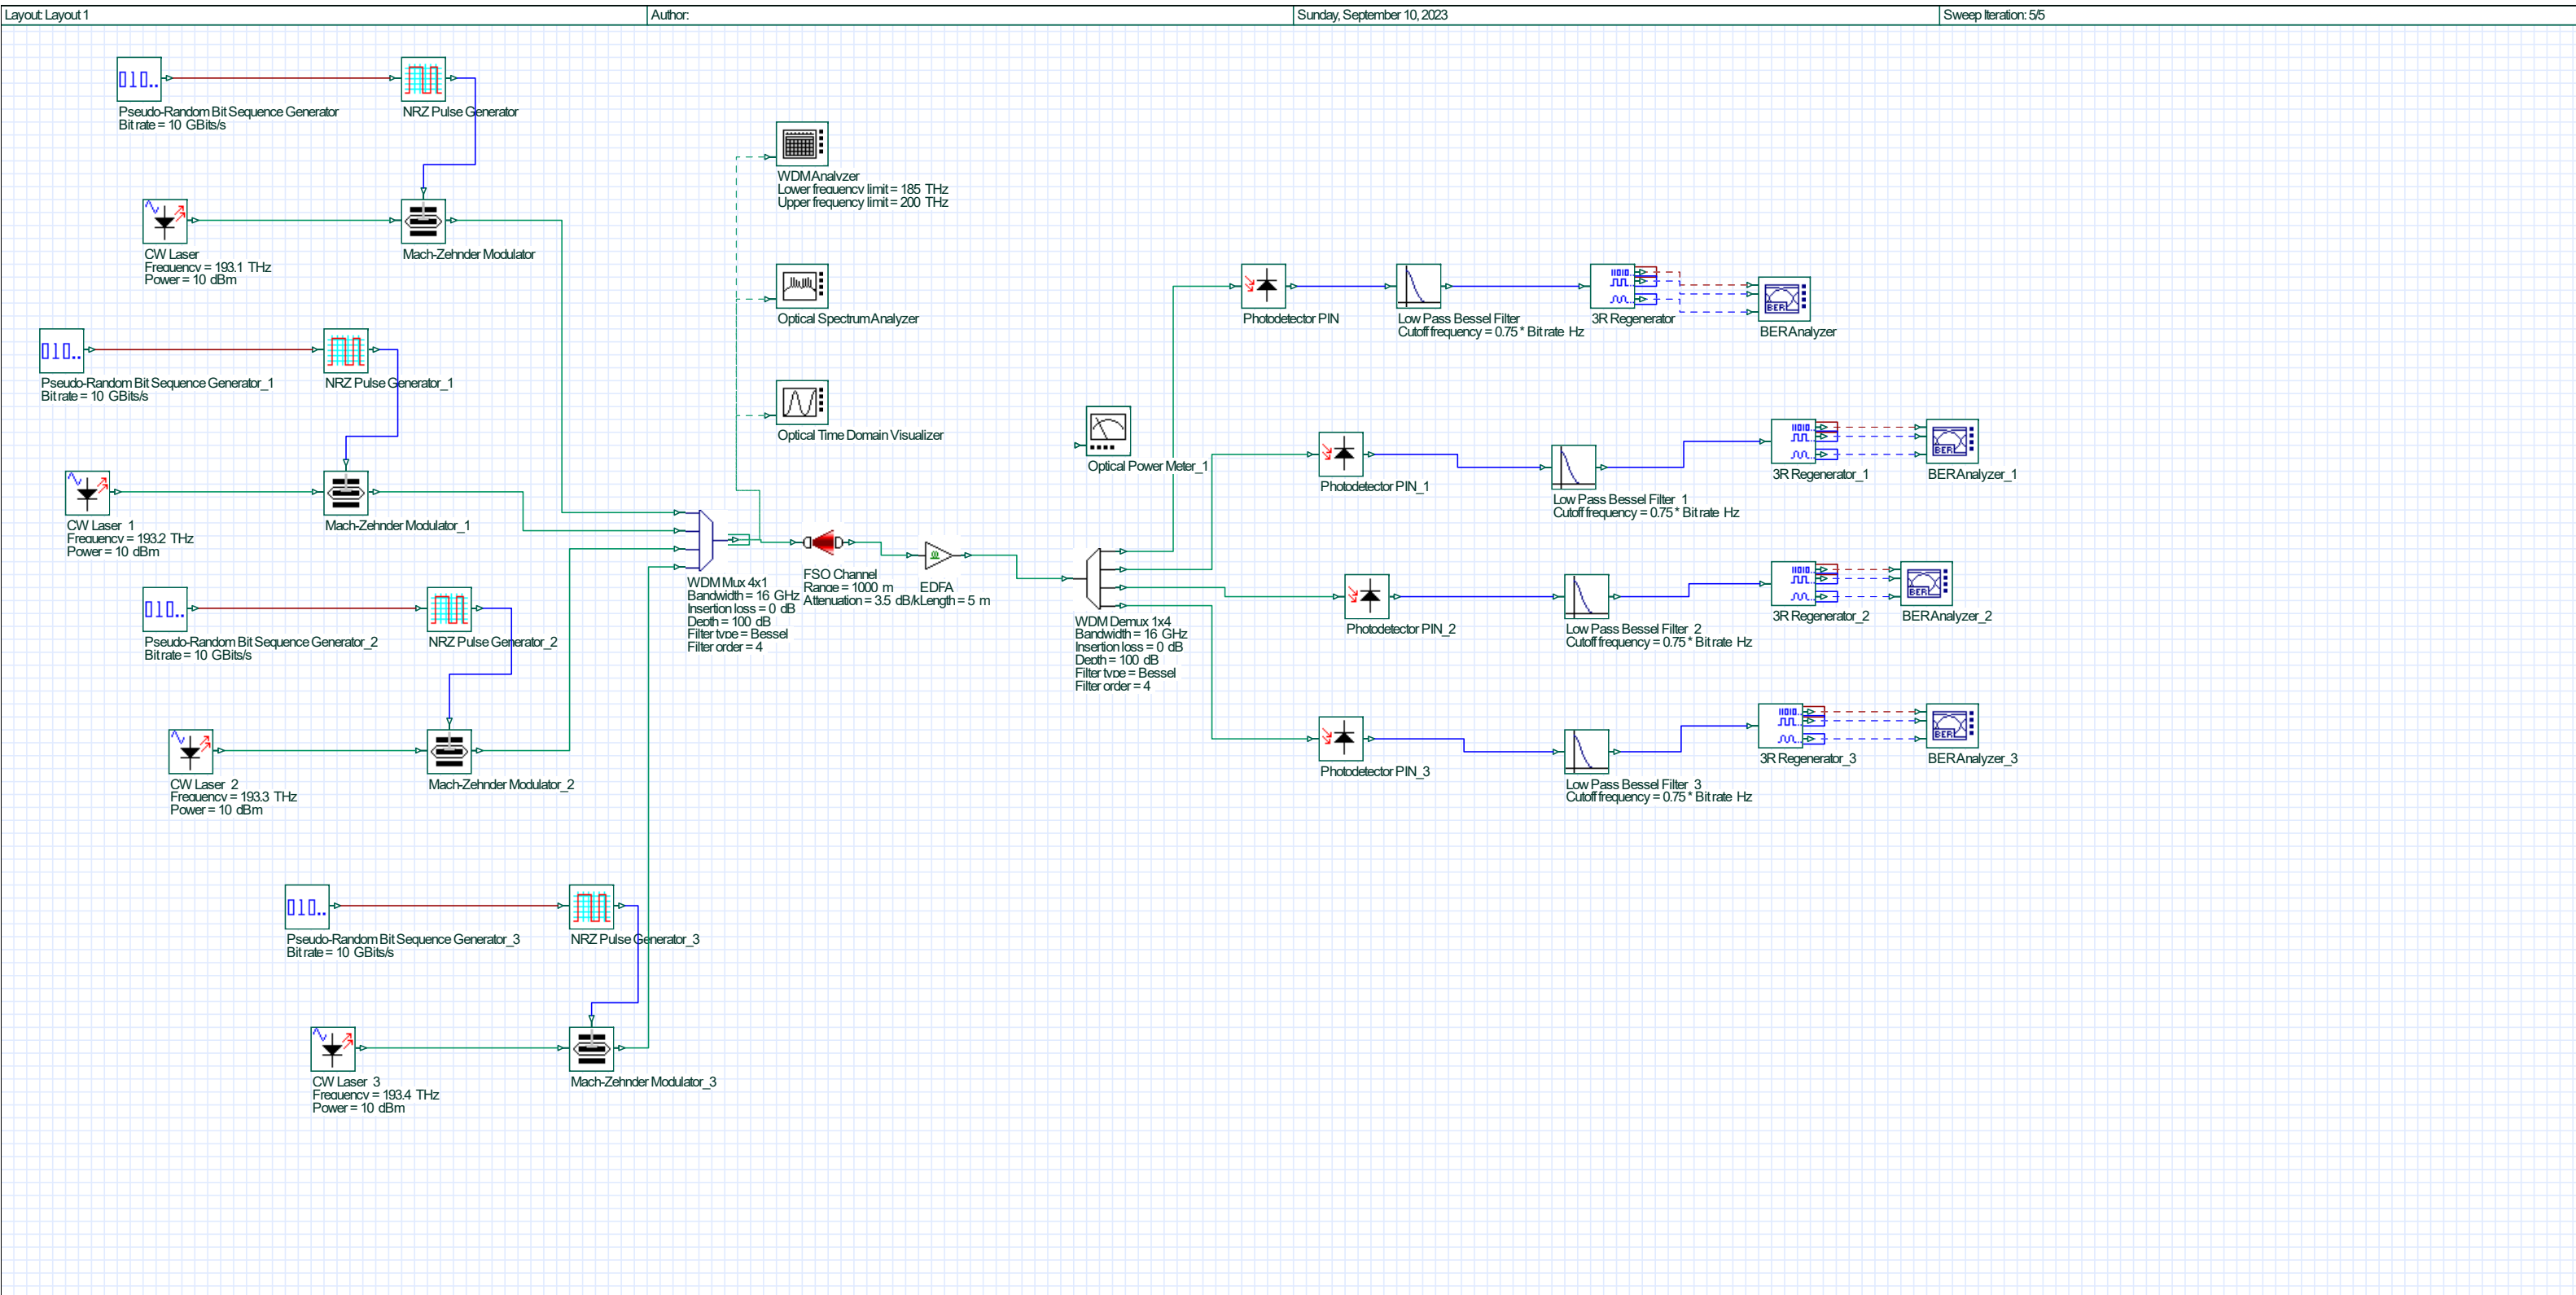 Layout: Layout 1
Author:
Sunday, September 10, 2023
Sweep Iteration: 5/5
010..
Pseudo-Random Bit Sequence Generator
Bit rate = 10 GBits/s
NRZ Pulse Generator
CW Laser
Frequency = 193.1 THz
Power = 10 dBm
Mach-Zehnder Modulator
010..
Pseudo-Random Bit Sequence Generator_1
Bit rate = 10 GBits/s
NRZ Pulse Generator_1
CW Laser_1
Frequency = 193.2 THz
Power = 10 dBm
Mach-Zehnder Modulator_1
010..
Pseudo-Random Bit Sequence Generator_2
Bit rate = 10 GBits/s
NRZ Pulse Generator_2
CW Laser_2
Frequency = 193.3 THz
Power = 10 dBm
Mach-Zehnder Modulator_2
010..
Pseudo-Random Bit Sequence Generator_3
Bit rate = 10 GBits/s
NRZ Pulse Generator_3
CW Laser_3
Frequency = 193.4 THz
Power = 10 dBm
Mach-Zehnder Modulator_3
WDM Analyzer
Lower frequency limit = 185 THz
Upper frequency limit = 200 THz
Optical Spectrum Analyzer
Optical Time Domain Visualizer
WDM Mux 4x1
Bandwidth = 16 GHz
Insertion loss = 0 dB
Depth = 100 dB
Filter type = Bessel
Filter order = 4
FSO Channel
Range = 1000 m
Attenuation = 3.5 dB/k
EDFA
Length = 5 m
Optical Power Meter_1
WDM Demux 1x4
Bandwidth = 16 GHz
Insertion loss = 0 dB
Depth = 100 dB
Filter type = Bessel
Filter order = 4
Photodetector PIN
Low Pass Bessel Filter
Cutoff frequency = 0.75 * Bit rate Hz
11010..
3R Regenerator
BER
BER Analyzer
Photodetector PIN_1
Low Pass Bessel Filter_1
Cutoff frequency = 0.75 * Bit rate Hz
11010..
3R Regenerator_1
BER
BER Analyzer_1
Photodetector PIN_2
Low Pass Bessel Filter_2
Cutoff frequency = 0.75 * Bit rate Hz
11010..
3R Regenerator_2
BER
BER Analyzer_2
Photodetector PIN_3
Low Pass Bessel Filter_3
Cutoff frequency = 0.75 * Bit rate Hz
11010..
3R Regenerator_3
BER
BER Analyzer_3